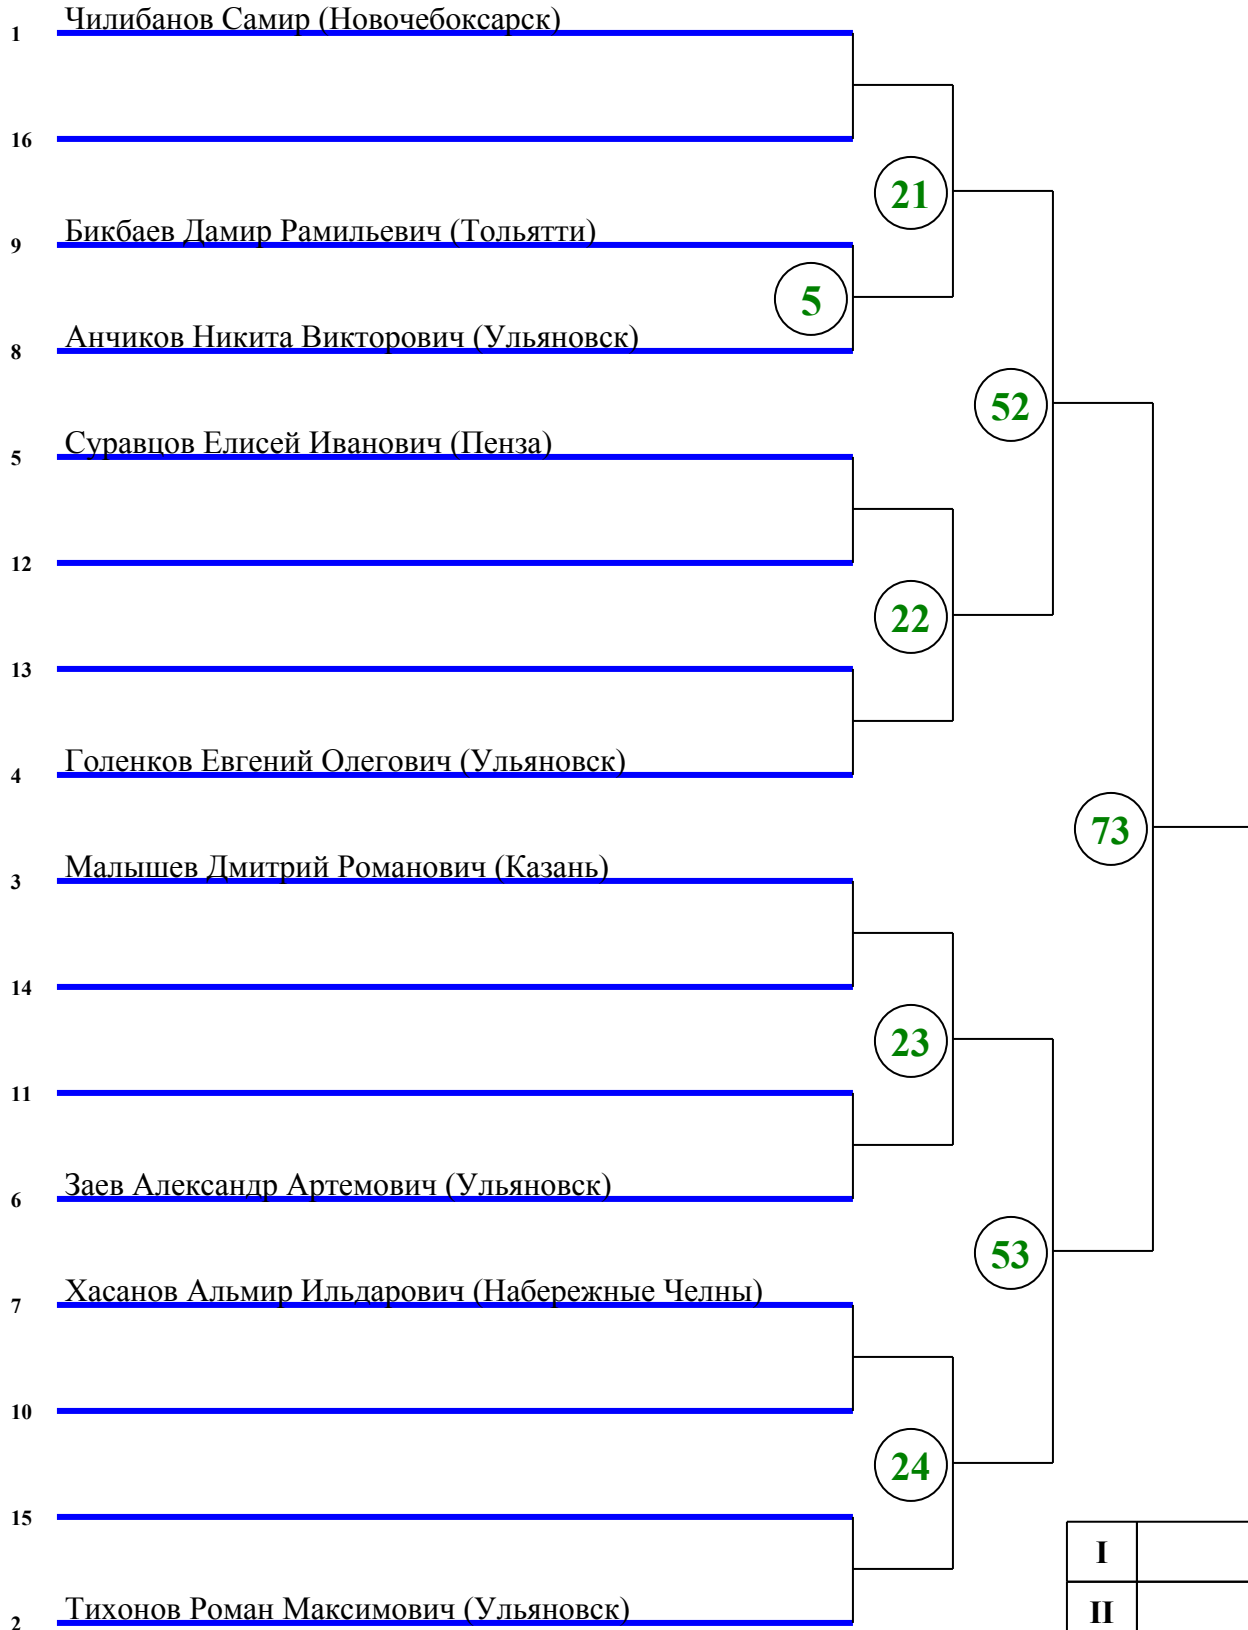 1 Чилибанов Самир (Новочебоксарск)
16
21
9 Бикбаев Дамир Рамильевич (Тольятти)
5
8 Анчиков Никита Викторович (Ульяновск)
52
5 Суравцов Елисей Иванович (Пенза)
12
22
13
4 Голенков Евгений Олегович (Ульяновск)
73
3 Малышев Дмитрий Романович (Казань)
14
23
11
6 Заев Александр Артемович (Ульяновск)
53
7 Хасанов Альмир Ильдарович (Набережные Челны)
10
24
15
I
2 Тихонов Роман Максимович (Ульяновск)
II